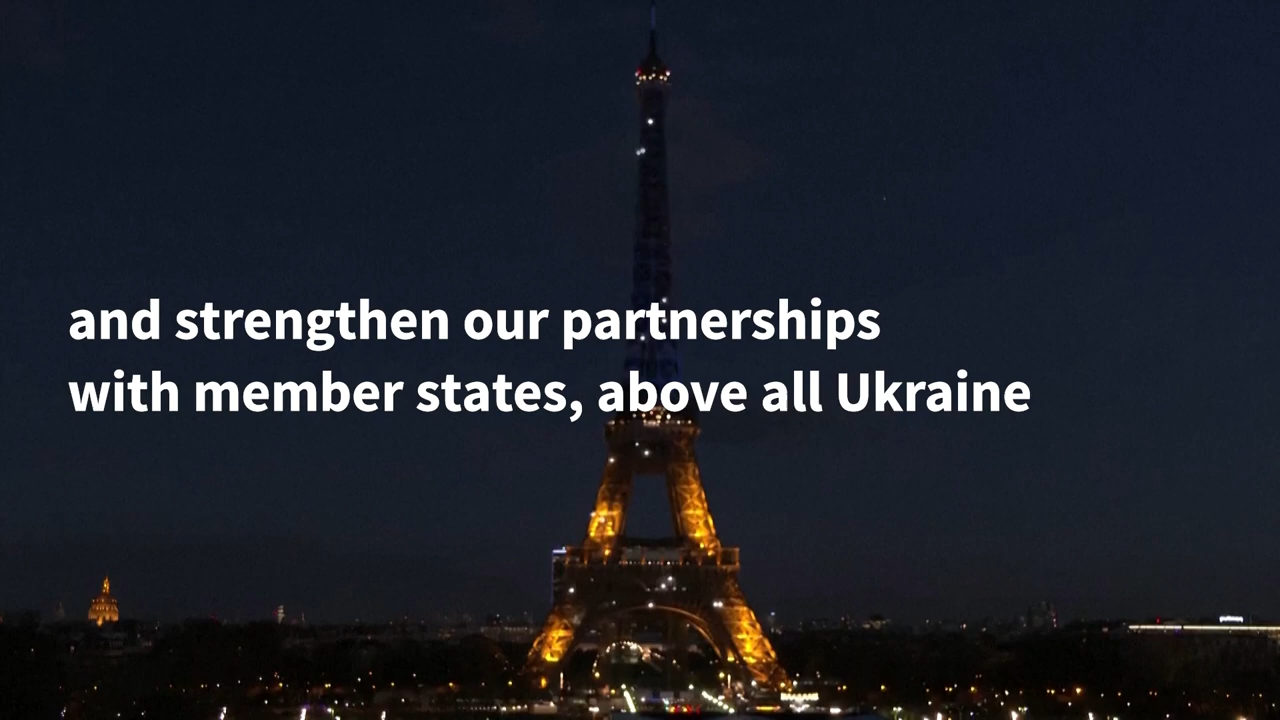 and strengthen our partnerships
with member states, above all Ukraine